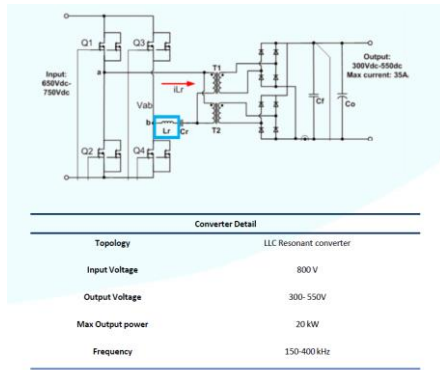 Q1
Q3
T1
Output:
300Vdc-550dc
Max current: 35A.
Input:
650Vdc-
750Vdc
a
iLr
Vab
b
Lr
Cr
T2
Cf
Co
Q2
Q4
Converter Detail
Topology LLC Resonant converter
Input Voltage 800 V
Output Voltage 300- 550V
Max Output power 20 kW
Frequency 150-400 kHz